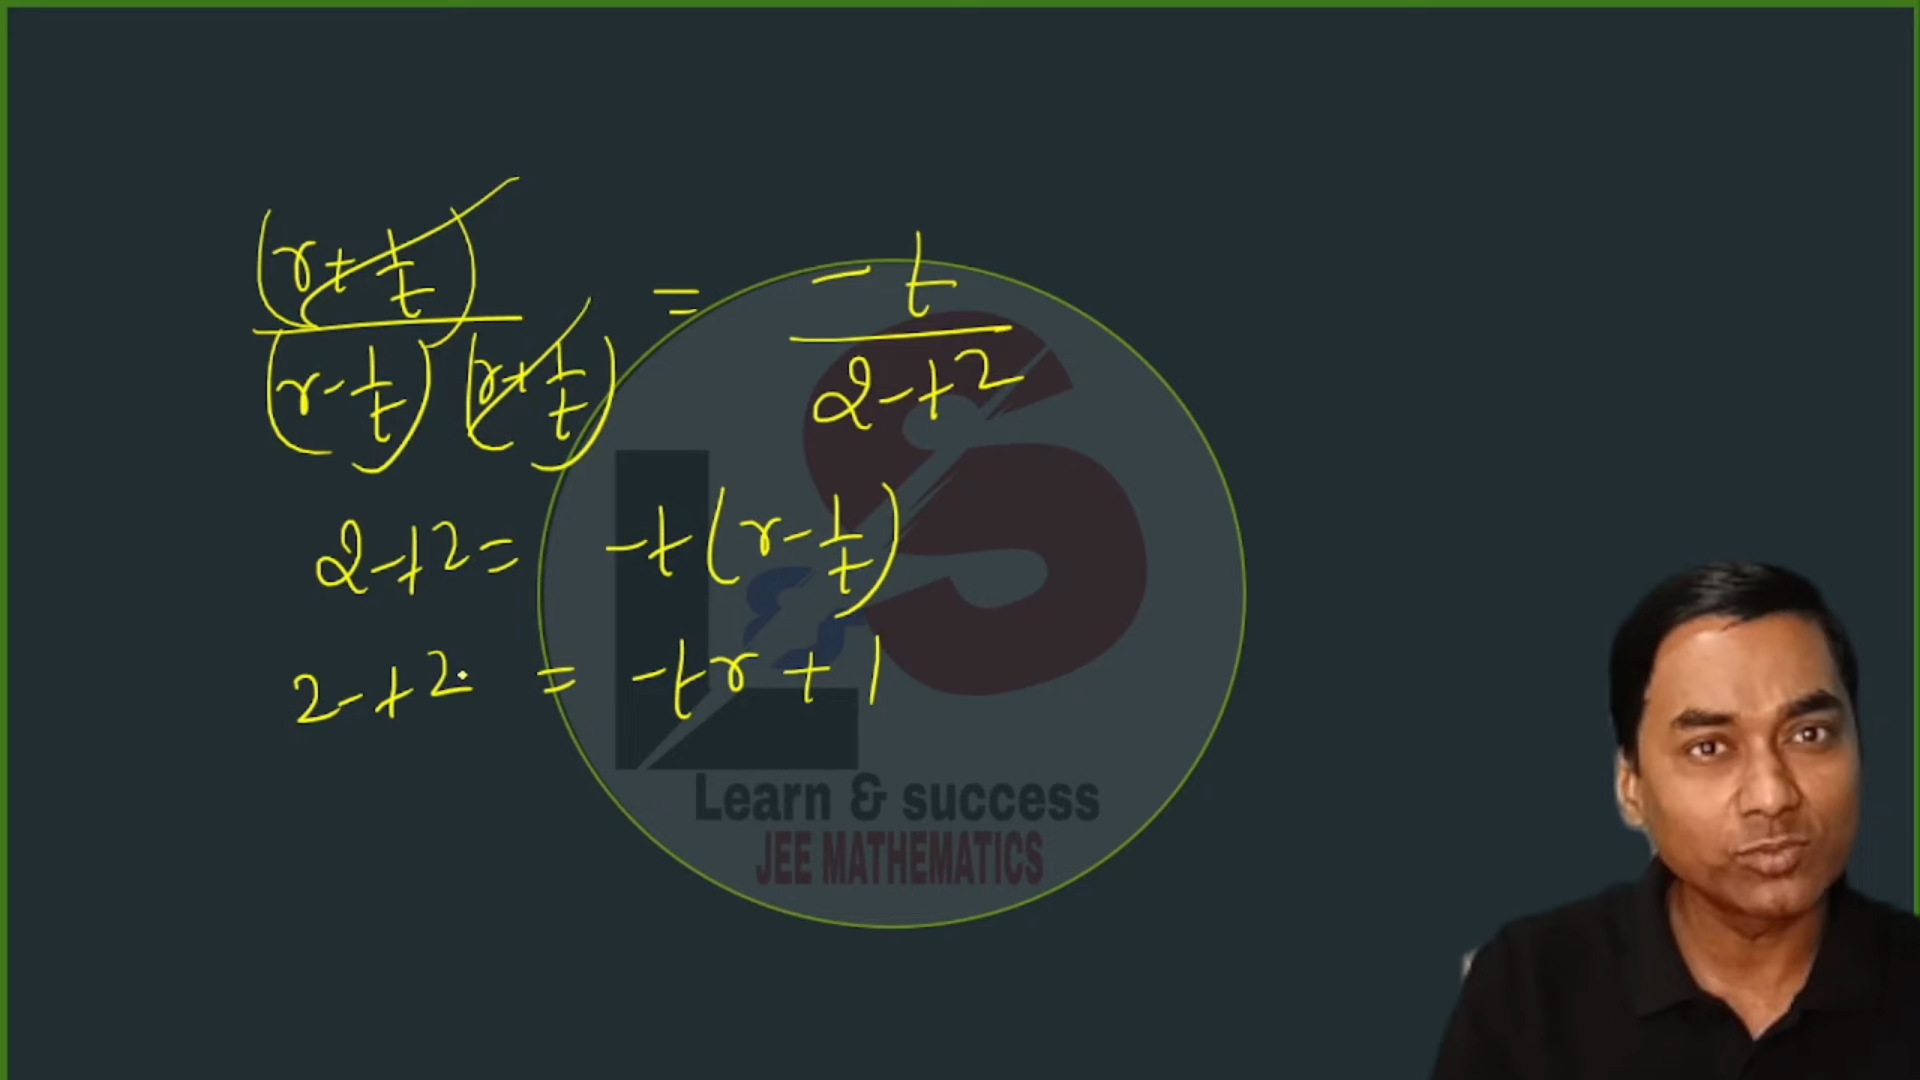 (r + 1/t) / (r - 1/t) (r + 1/t) = - t / 2 - t²
2 - t² = - t (r - 1/t)
2 - t² = - tr + 1
Learn & success
JEE MATHEMATICS